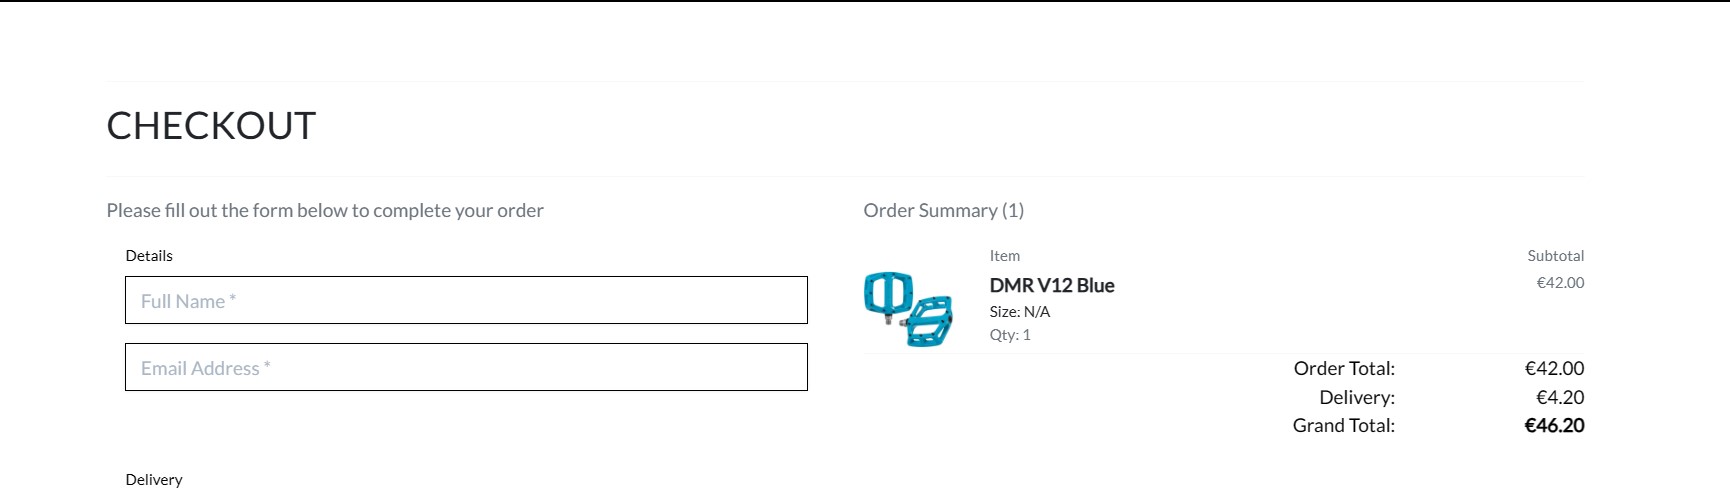 CHECKOUT
Please fill out the form below to complete your order
Details
Full Name *
Email Address *
Delivery
Order Summary (1)
Item
Subtotal
DMR V12 Blue
€42.00
Size: N/A
Qty: 1
Order Total: €42.00
Delivery: €4.20
Grand Total: €46.20